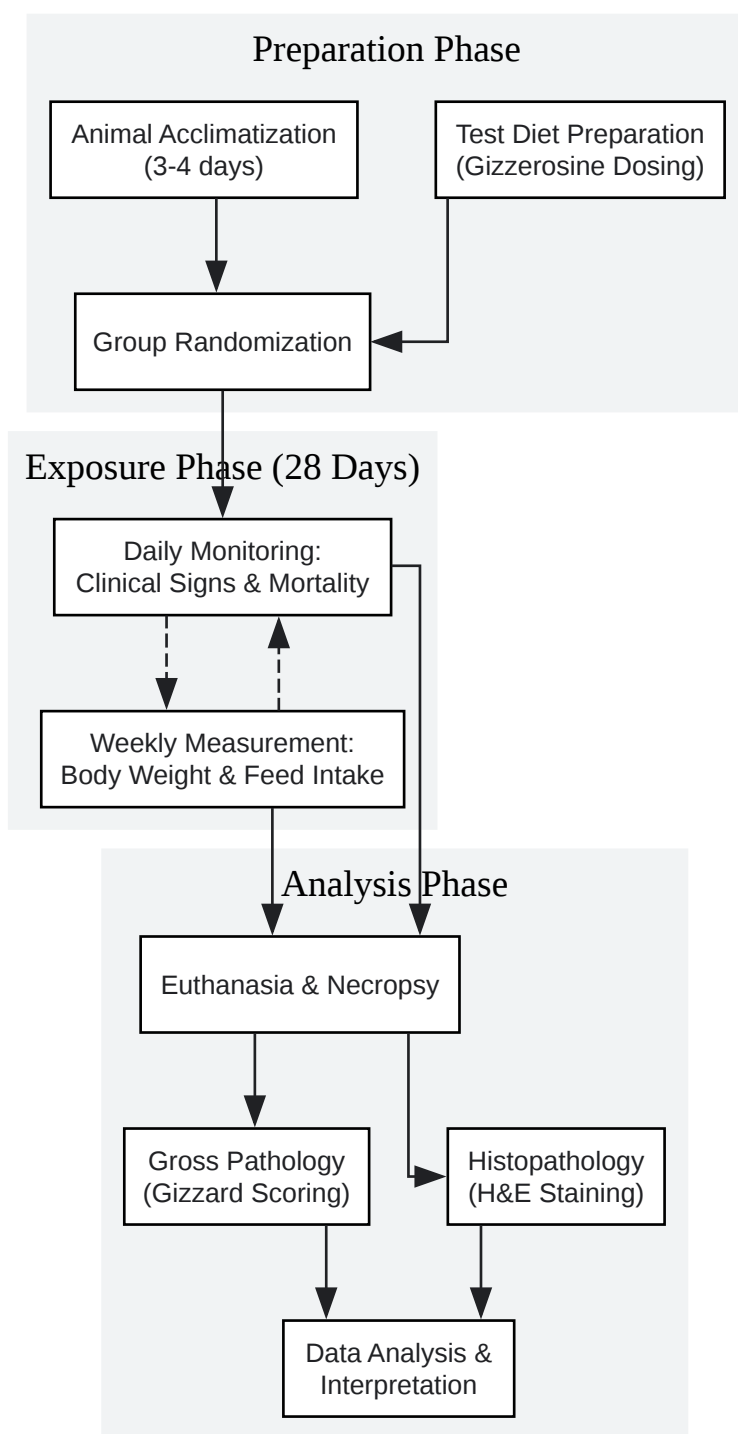 Preparation Phase
Animal Acclimatization
(3-4 days)
Test Diet Preparation
(Gizzerosine Dosing)
Group Randomization
Exposure Phase (28 Days)
Daily Monitoring:
Clinical Signs & Mortality
Weekly Measurement:
Body Weight & Feed Intake
Analysis Phase
Euthanasia & Necropsy
Gross Pathology
(Gizzard Scoring)
Histopathology
(H&E Staining)
Data Analysis &
Interpretation